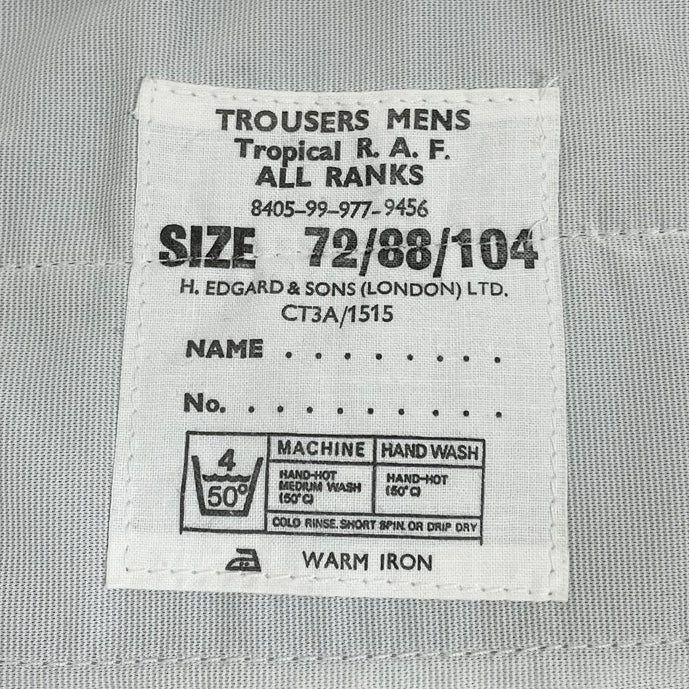 TROUSERS MENS
Tropical R. A. F.
ALL RANKS
8405-99-977-9456
SIZE 72/88/104
H. EDGARD & SONS (LONDON) LTD.
CT3A/1515
NAME . . . . . . . . .
No. . . . . . . . . . .
4
50°
MACHINE HAND WASH
HAND-HOT
MEDIUM WASH
(50°C)
HAND-HOT
(50°C)
COLD RINSE. SHORT SPIN. OR DRIP DRY
WARM IRON